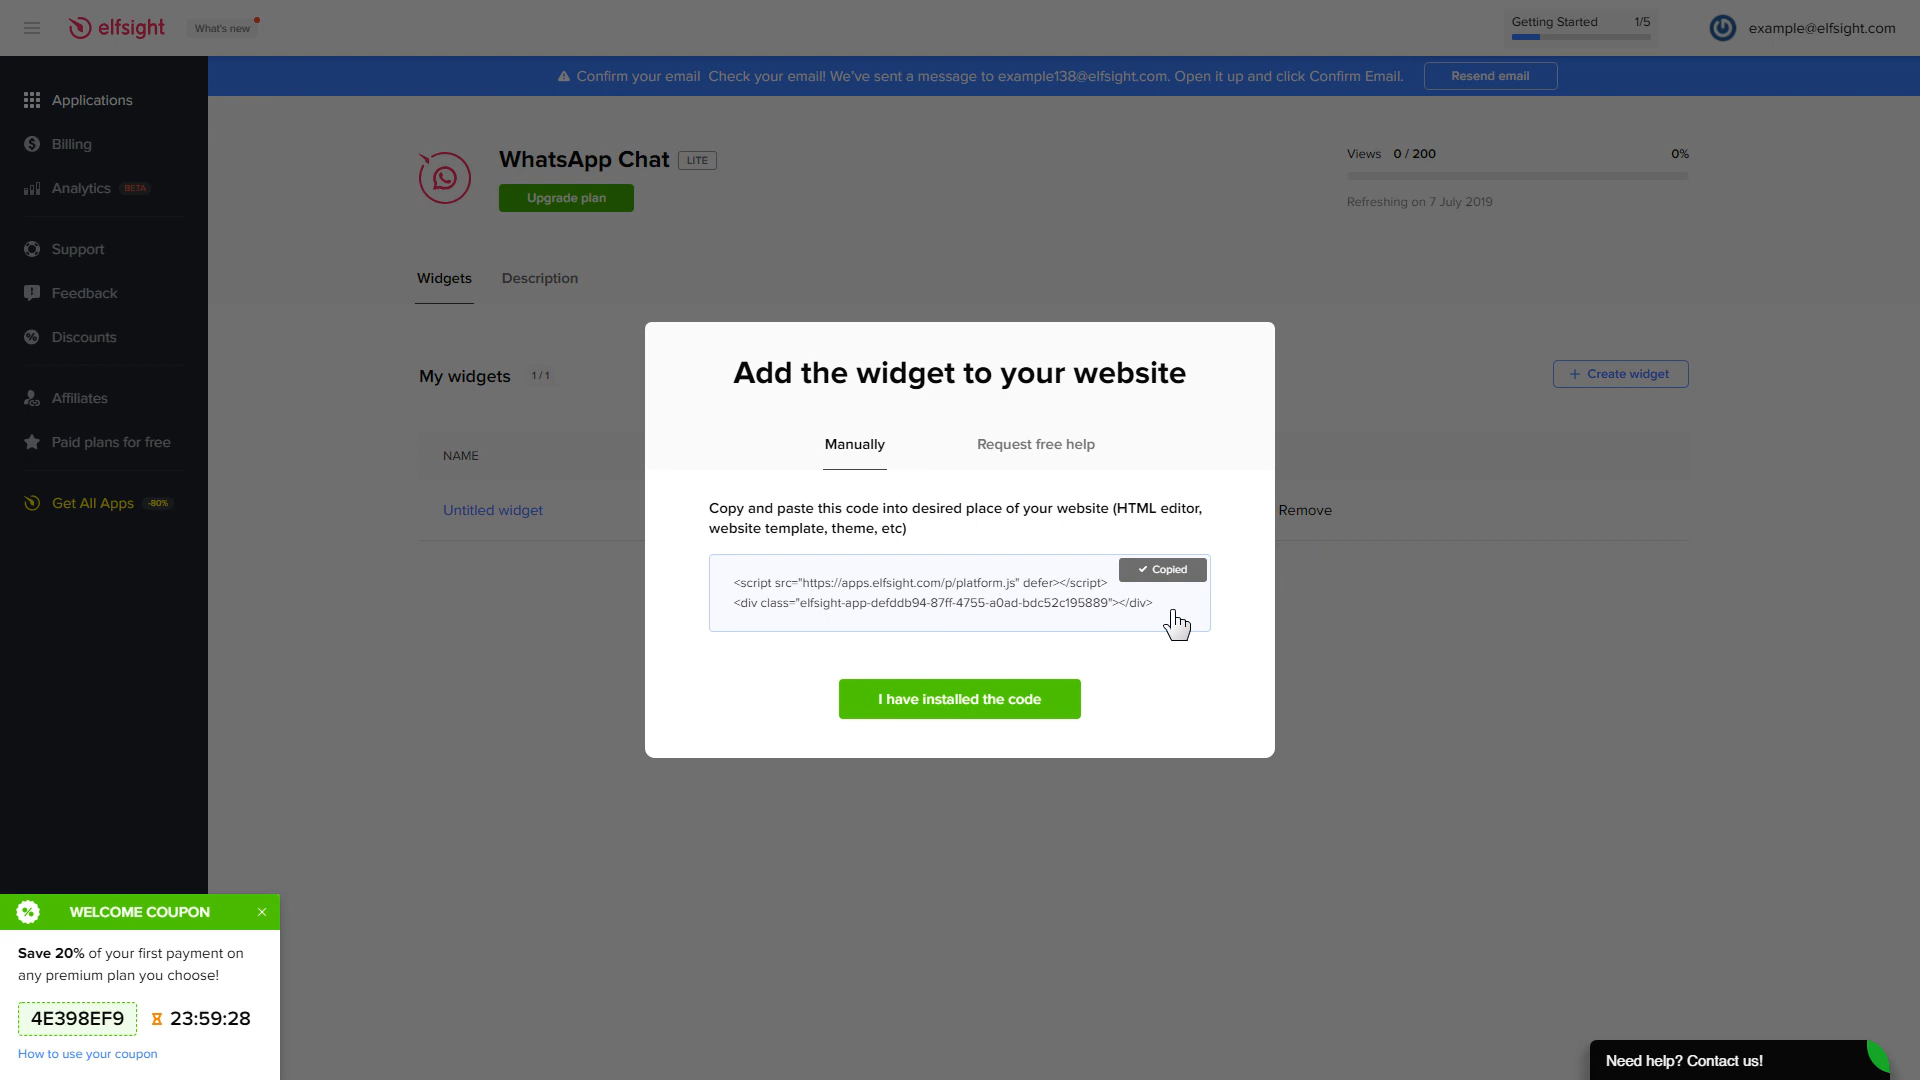 elfsight
What's new
Getting Started 1/5
example@elfsight.com
Confirm your email Check your email! We've sent a message to example138@elfsight.com. Open it up and click Confirm Email.
Resend email
Applications
Billing
Analytics BETA
Support
Feedback
Discounts
Affiliates
Paid plans for free
Get All Apps -80%
WhatsApp Chat LITE
Upgrade plan
Views 0 / 200 0%
Refreshing on 7 July 2019
Widgets Description
My widgets 1 / 1
+ Create widget
NAME
Untitled widget
Remove
Add the widget to your website
Manually Request free help
Copy and paste this code into desired place of your website (HTML editor,
website template, theme, etc)
Copied
<script src="https://apps.elfsight.com/p/platform.js" defer></script>
<div class="elfsight-app-defddb94-87ff-4755-a0ad-bdc52c195889"></div>
I have installed the code
WELCOME COUPON
Save 20% of your first payment on
any premium plan you choose!
4E398EF9 23:59:28
How to use your coupon
Need help? Contact us!